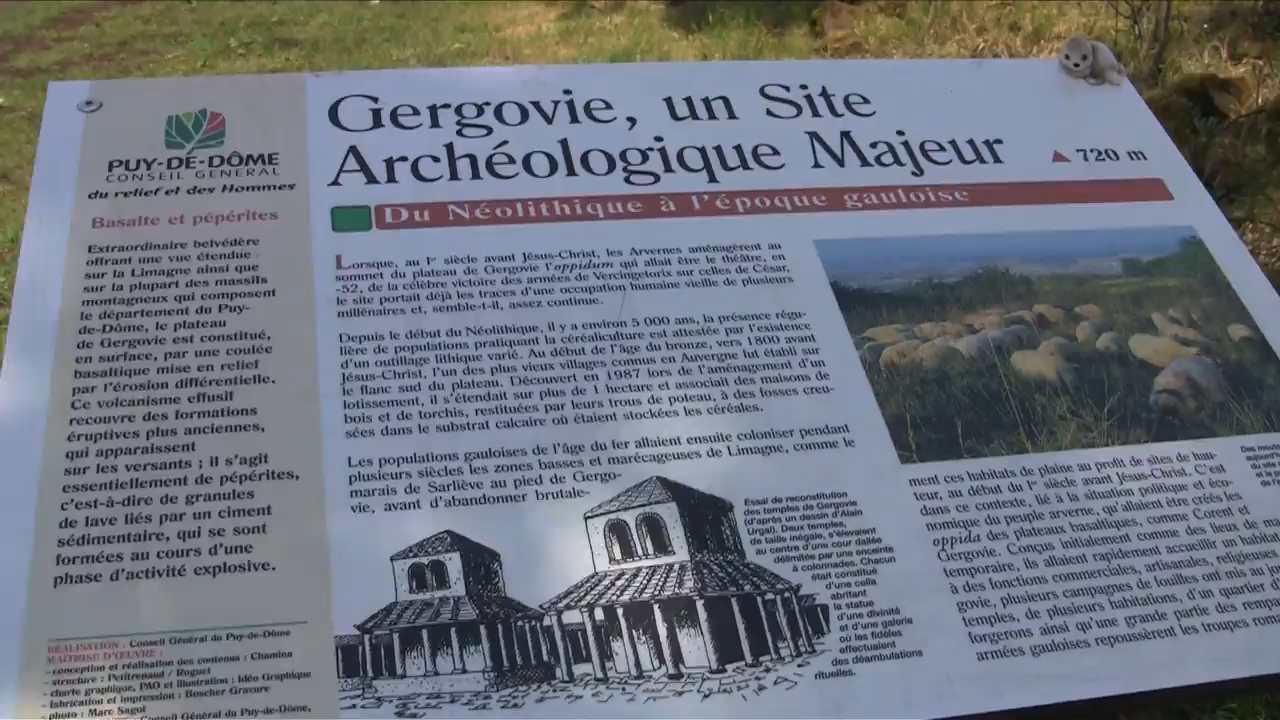 PUY-DE-DÔME
CONSEIL GÉNÉRAL
du relief et des Hommes
Basalte et pépérites
Extraordinaire belvédère
offrant une vue étendue
sur la Limagne ainsi que
sur la plupart des massifs
montagneux qui composent
le département du Puy-
de-Dôme, le plateau
de Gergovie est constitué,
en surface, par une coulée
basaltique mise en relief
par l'érosion différentielle.
Ce volcanisme effusif
recouvre des formations
éruptives plus anciennes,
qui apparaissent
sur les versants ; il s'agit
essentiellement de pépérites,
c'est-à-dire de granules
de lave liés par un ciment
sédimentaire, qui se sont
formées au cours d'une
phase d'activité explosive.
RÉALISATION : Conseil Général du Puy-de-Dôme
MAÎTRISE D'ŒUVRE :
- conception et réalisation des contenus : Chamina
- structure : Petitrenaud / Roguet
- charte graphique, PAO et illustration : Idéo Graphique
- fabrication et impression : Boscher Gravure
- photo : Marc Sagot
Conseil Général du Puy-de-Dôme,
Gergovie, un Site
Archéologique Majeur
720 m
Du Néolithique à l'époque gauloise
Lorsque, au Iᵉʳ siècle avant Jésus-Christ, les Arvernes aménagèrent au
sommet du plateau de Gergovie l'oppidum qui allait être le théâtre, en
-52, de la célèbre victoire des armées de Vercingetorix sur celles de César,
le site portait déjà les traces d'une occupation humaine vieille de plusieurs
millénaires et, semble-t-il, assez continue.
Depuis le début du Néolithique, il y a environ 5 000 ans, la présence régu-
lière de populations pratiquant la céréaliculture est attestée par l'existence
d'un outillage lithique varié. Au début de l'âge du bronze, vers 1800 avant
Jésus-Christ, l'un des plus vieux villages connus en Auvergne fut établi sur
le flanc sud du plateau. Découvert en 1987 lors de l'aménagement d'un
lotissement, il s'étendait sur plus de 1 hectare et associait des maisons de
bois et de torchis, restituées par leurs trous de poteau, à des fosses creu-
sées dans le substrat calcaire où étaient stockées les céréales.
Les populations gauloises de l'âge du fer allaient ensuite coloniser pendant
plusieurs siècles les zones basses et marécageuses de Limagne, comme le
marais de Sarliève au pied de Gergo-
vie, avant d'abandonner brutale-
Essai de reconstitution
des temples de Gergovie
(d'après un dessin d'Alain
Urgal). Deux temples,
de taille inégale, s'élevaient
au centre d'une cour dallée
délimitée par une enceinte
à colonnades. Chacun
était constitué
d'une cella
abritant
la statue
d'une divinité
et d'une galerie
où les fidèles
effectuaient
des déambulations
rituelles.
ment ces habitats de plaine au profit de sites de hau-
teur, au début du Iᵉʳ siècle avant Jésus-Christ. C'est
dans ce contexte, lié à la situation politique et éco-
nomique du peuple arverne, qu'allaient être créés les
oppida des plateaux basaltiques, comme Corent et
Gergovie. Conçus initialement comme des lieux de
temporaire, ils allaient rapidement accueillir un habitat
à des fonctions commerciales, artisanales, religieuses
govie, plusieurs campagnes de fouilles ont mis au
temples, de plusieurs habitations, d'un quartier
forgerons ainsi qu'une grande partie des
armées gauloises repoussèrent les troupes